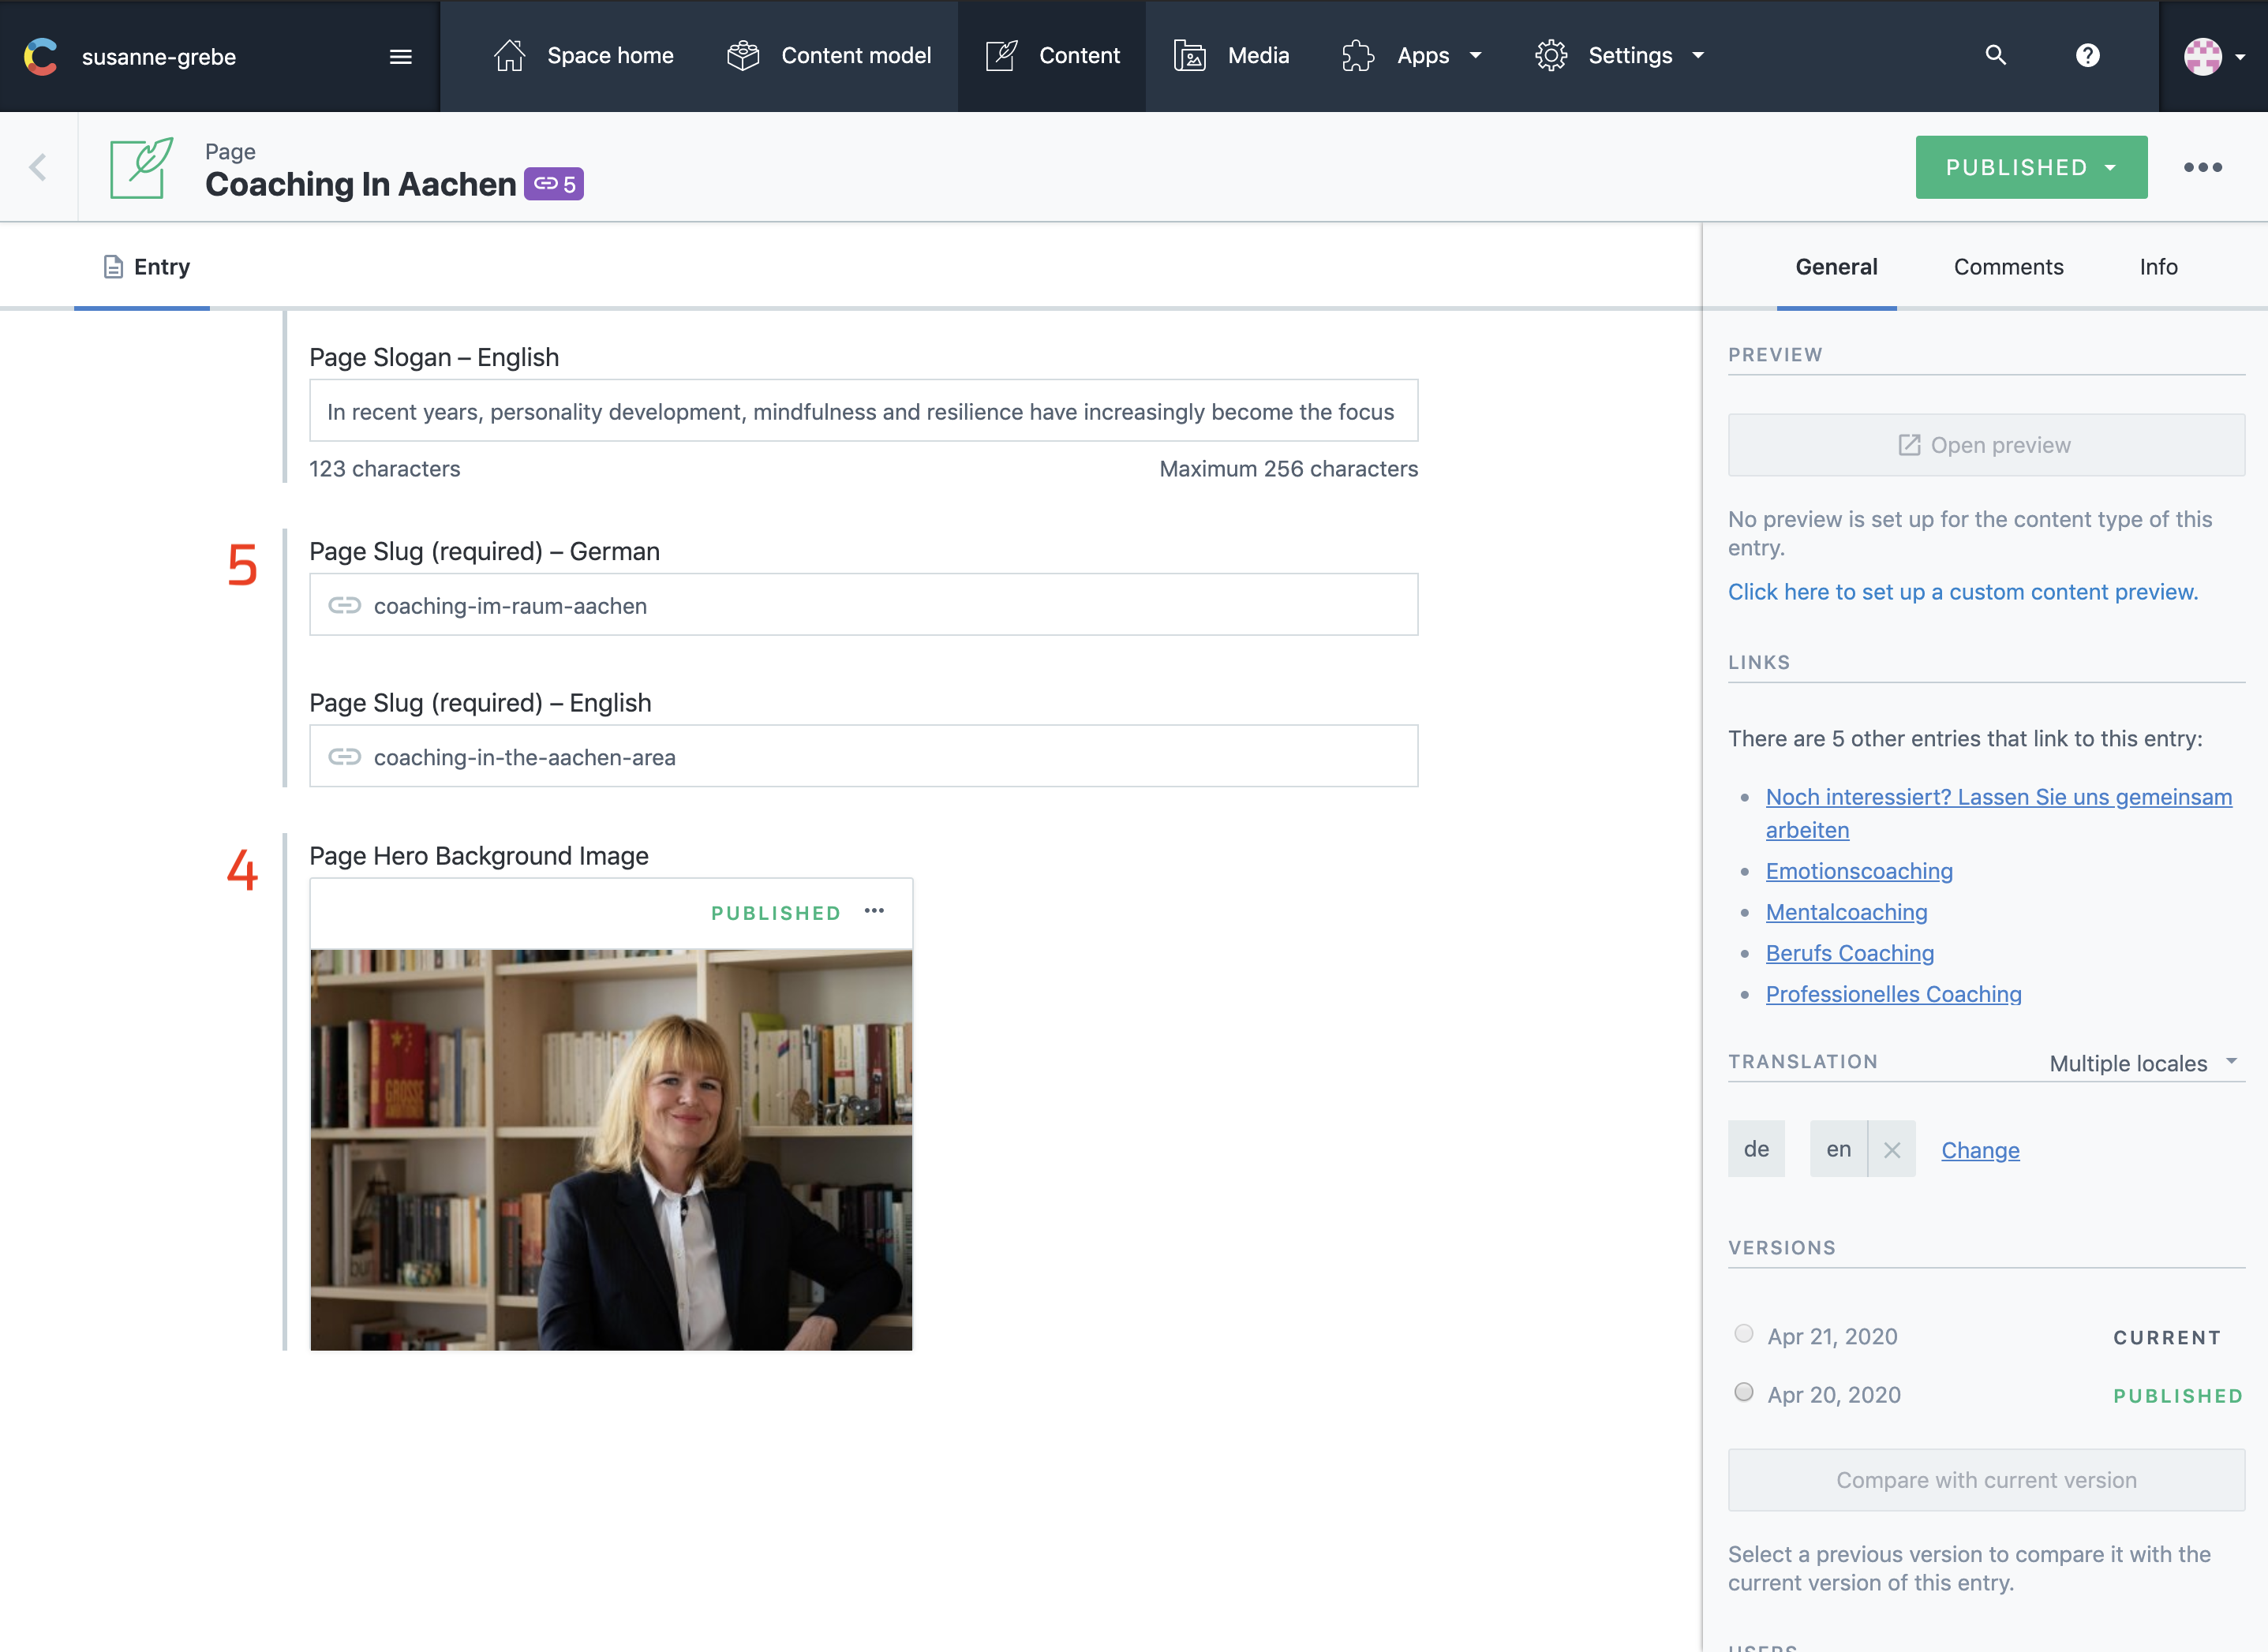 susanne-grebe
Space home
Content model
Content
Media
Apps
Settings
?
Page
Coaching In Aachen 5
PUBLISHED
Entry
Page Slogan – English
In recent years, personality development, mindfulness and resilience have increasingly become the focus
123 characters
Maximum 256 characters
5
Page Slug (required) – German
coaching-im-raum-aachen
Page Slug (required) – English
coaching-in-the-aachen-area
4
Page Hero Background Image
PUBLISHED
GROSSE
General
Comments
Info
PREVIEW
Open preview
No preview is set up for the content type of this
entry.
Click here to set up a custom content preview.
LINKS
There are 5 other entries that link to this entry:
Noch interessiert? Lassen Sie uns gemeinsam
arbeiten
Emotionscoaching
Mentalcoaching
Berufs Coaching
Professionelles Coaching
TRANSLATION
Multiple locales
de
en
Change
VERSIONS
Apr 21, 2020
CURRENT
Apr 20, 2020
PUBLISHED
Compare with current version
Select a previous version to compare it with the
current version of this entry.
USERS